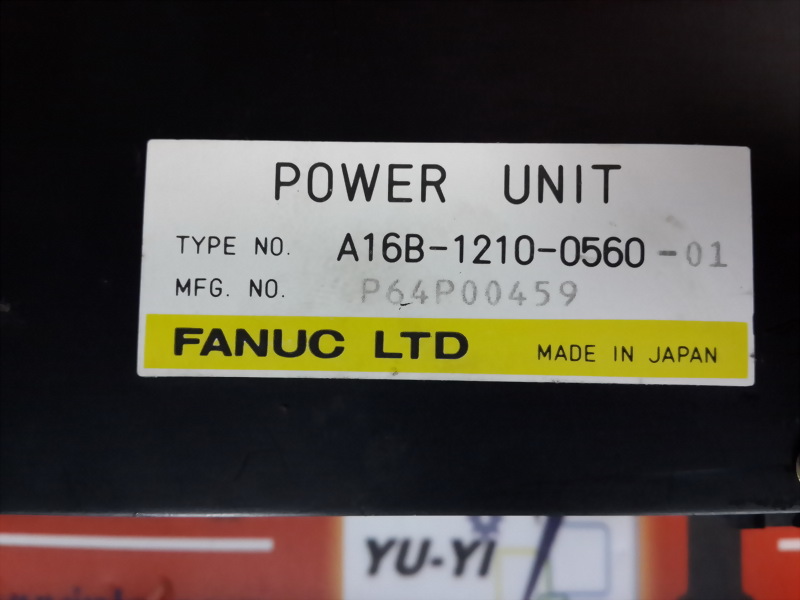 POWER UNIT
TYPE NO. A16B-1210-0560-01
MFG. NO. P64P00459
FANUC LTD MADE IN JAPAN
YU-YI